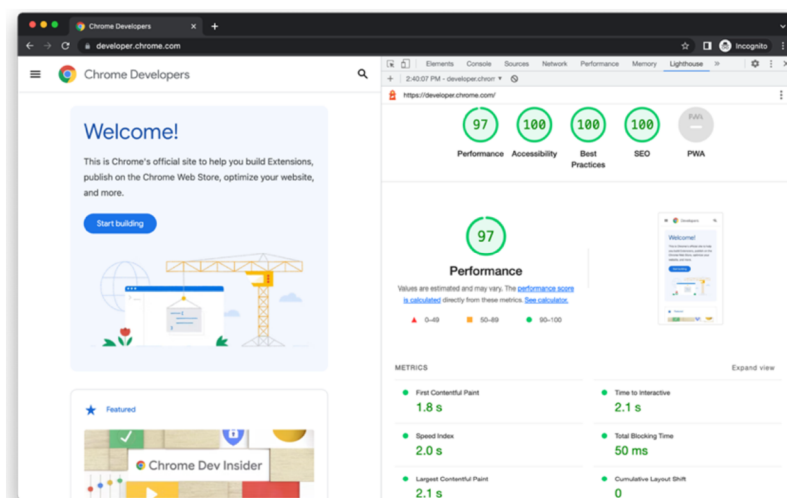 Chrome Developers
developer.chrome.com
Incognito
Chrome Developers
Welcome!
This is Chrome's official site to help you build Extensions,
publish on the Chrome Web Store, optimize your website,
and more.
Start building
Featured
Chrome Dev Insider
Elements Console Sources Network Performance Memory Lighthouse
2:40:07 PM - developer.chrom
https://developer.chrome.com/
97 100 100 100
PWA
Performance Accessibility Best Practices SEO PWA
97
Performance
Values are estimated and may vary. The performance score
is calculated directly from these metrics. See calculator.
0–49 50–89 90–100
Developers
Welcome!
METRICS Expand view
First Contentful Paint
1.8 s
Time to Interactive
2.1 s
Speed Index
2.0 s
Total Blocking Time
50 ms
Largest Contentful Paint
2.1 s
Cumulative Layout Shift
0